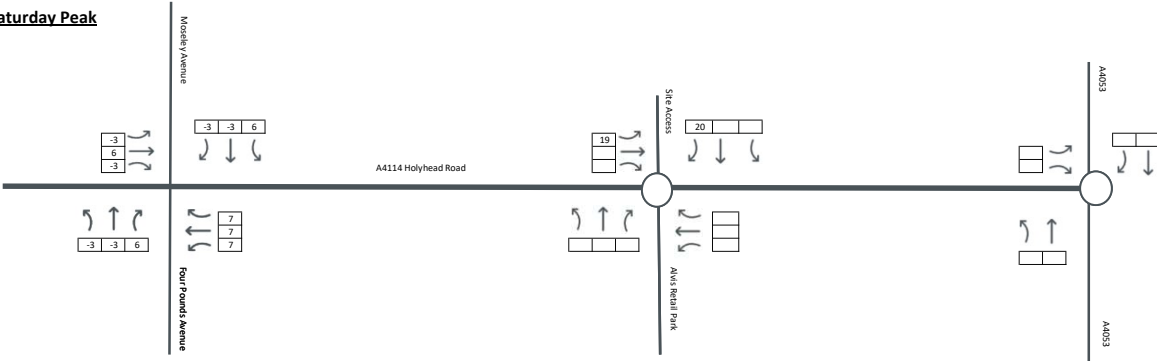 aturday Peak
Moseley Avenue
-3 -3 6
-3
6
-3
A4114 Holyhead Road
-3 -3 6
7
7
7
Four Pounds Avenue
Site Access
19
20
Alvis Retail Park
A4053
A4053